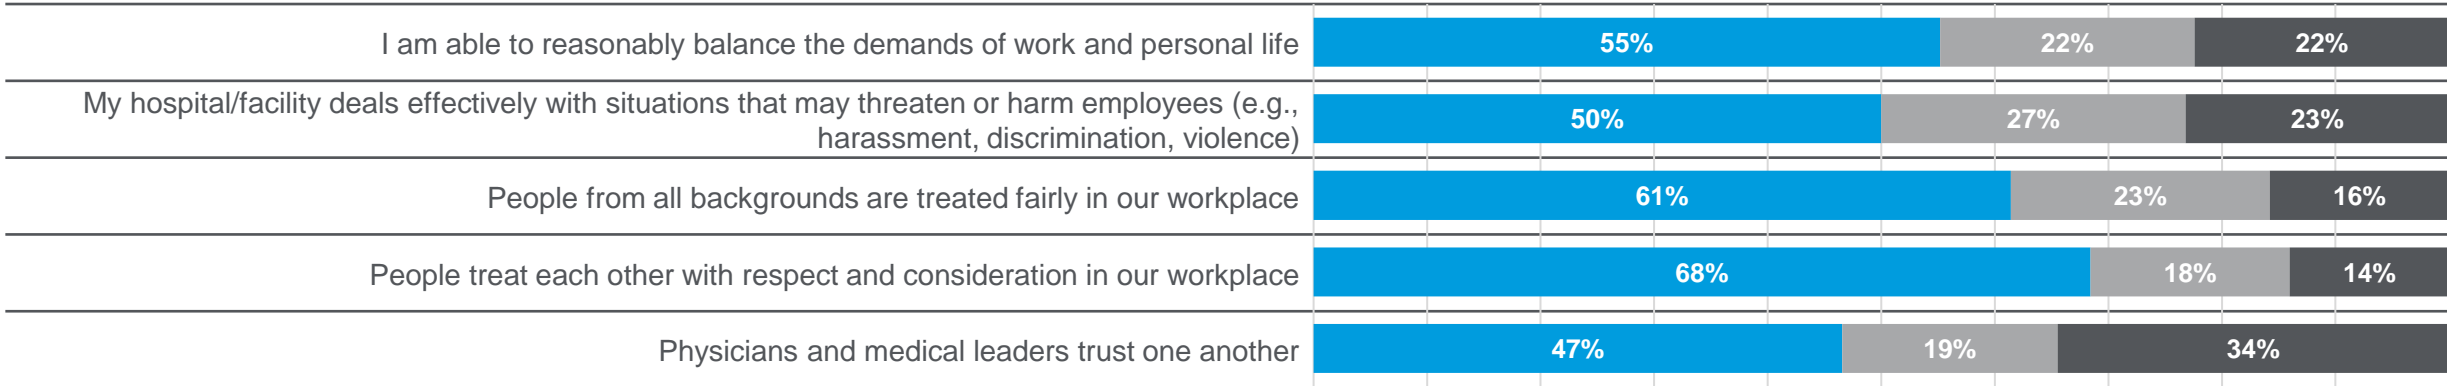 I am able to reasonably balance the demands of work and personal life
55% 22% 22%
My hospital/facility deals effectively with situations that may threaten or harm employees (e.g.,
harassment, discrimination, violence)
50% 27% 23%
People from all backgrounds are treated fairly in our workplace
61% 23% 16%
People treat each other with respect and consideration in our workplace
68% 18% 14%
Physicians and medical leaders trust one another
47% 19% 34%